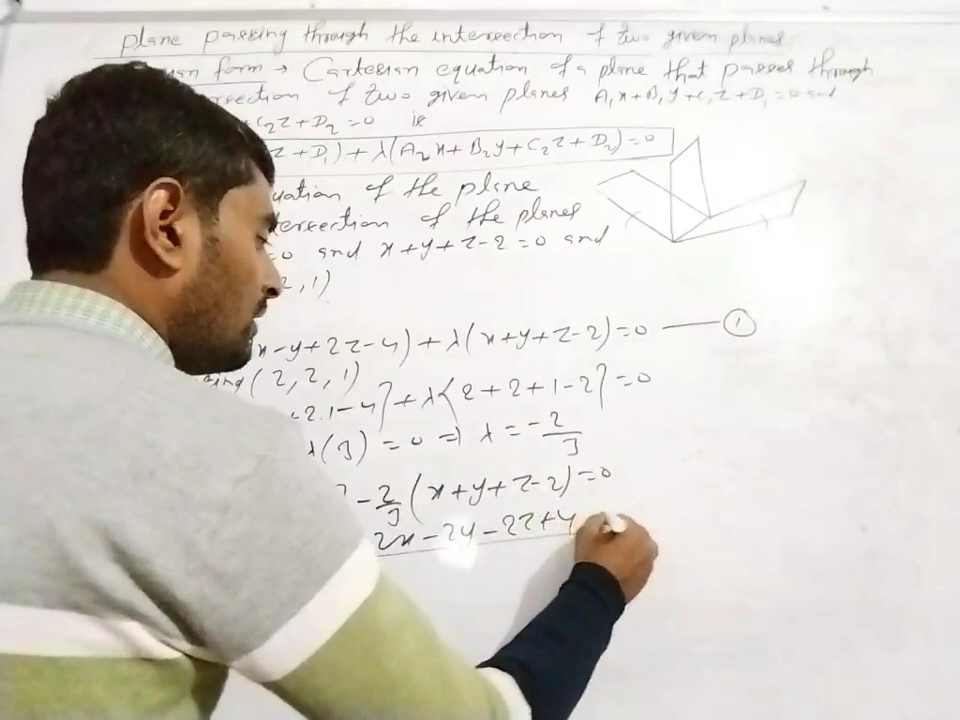 plane passing through the intersection of two given planes
form → Cartesian equation of a plane that passes through
of two given planes A₁x+B₁y+C₁z+D₁=0 and
C₂z+D₂=0 is
z+D₁)+λ(A₂x+B₂y+C₂z+D₂)=0
of the plane
of the planes
=0 and x+y+z-2=0 and
2,1)
x-y+2z-4)+λ(x+y+z-2)=0 — ①
(2,2,1)
2.1-4}+λ{2+2+1-2}=0
λ(3)=0 ⇒ λ=-2/3
-2/3(x+y+z-2)=0
2x-2y-2z+4